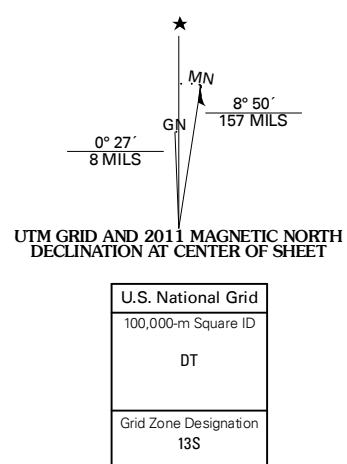 MN
8° 50´
157 MILS
GN
0° 27´
8 MILS
UTM GRID AND 2011 MAGNETIC NORTH
DECLINATION AT CENTER OF SHEET
U.S. National Grid
100,000-m Square ID
DT
Grid Zone Designation
13S